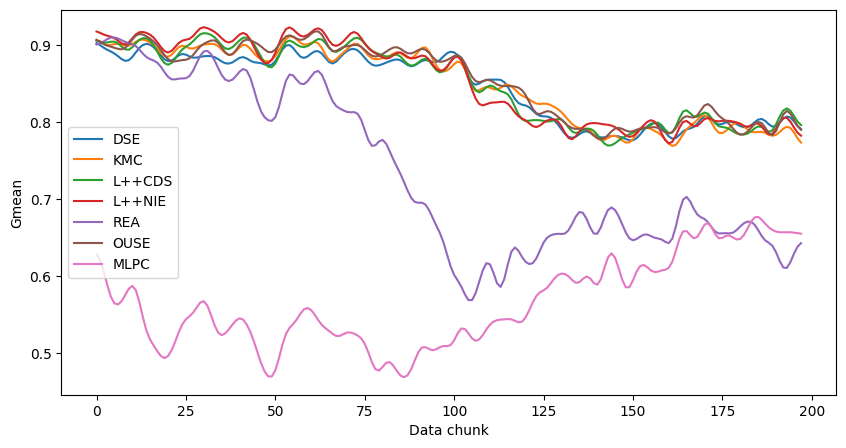 Gmean
0.9
0.8
0.7
0.6
0.5
DSE
KMC
L++CDS
L++NIE
REA
OUSE
MLPC
0 25 50 75 100 125 150 175 200
Data chunk